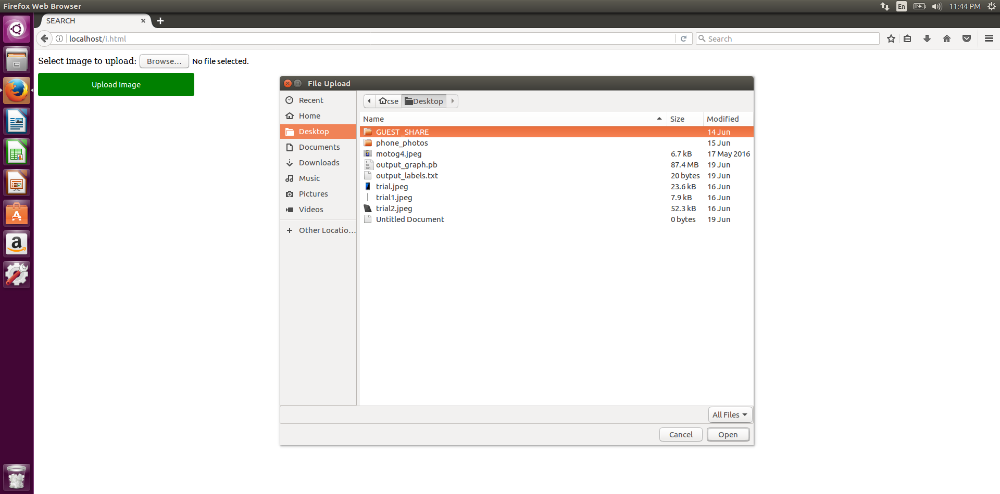 Firefox Web Browser
En
11:44 PM
SEARCH
localhost/i.html
Search
Select image to upload: Browse... No file selected.
Upload Image
File Upload
Recent
Home
Desktop
Documents
Downloads
Music
Pictures
Videos
Other Locatio...
cse Desktop
Name Size Modified
GUEST _SHARE 14 Jun
phone_photos 15 Jun
motog4.jpeg 6.7 kB 17 May 2016
output_graph.pb 87.4 MB 19 Jun
output_labels.txt 20 bytes 19 Jun
trial.jpeg 23.6 kB 16 Jun
trial1.jpeg 7.9 kB 16 Jun
trial2.jpeg 52.3 kB 16 Jun
Untitled Document 0 bytes 19 Jun
All Files
Cancel Open